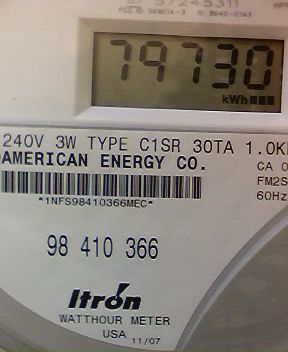 79730
kWh
240V 3W TYPE C1SR 30TA 1.0K
AMERICAN ENERGY CO.
CA 0
*1NFS98410366MEC*
FM2S
60Hz
98 410 366
Itron
WATTHOUR METER
USA 11/07